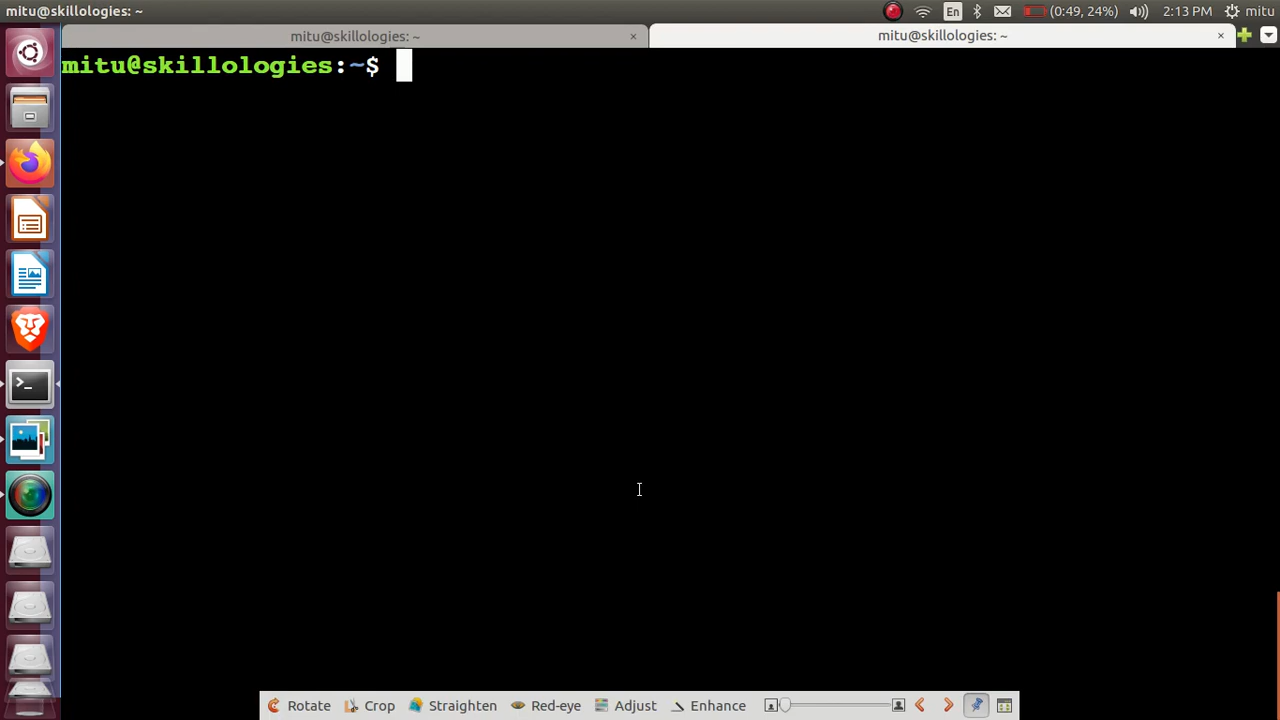 mitu@skillologies: ~
En
(0:49, 24%)
2:13 PM
mitu
mitu@skillologies: ~ ×
mitu@skillologies: ~ ×
mitu@skillologies:~$
>_
Rotate
Crop
Straighten
Red-eye
Adjust
Enhance